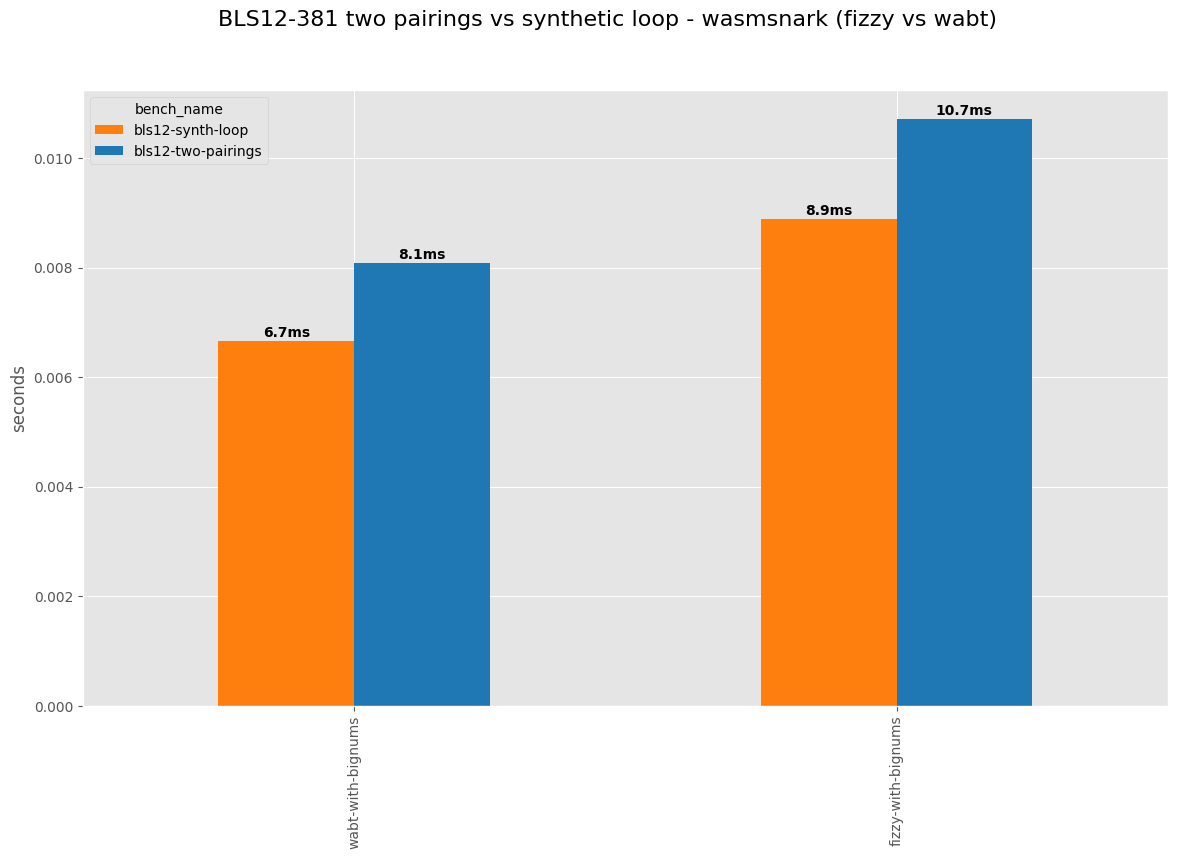 BLS12-381 two pairings vs synthetic loop - wasmsnark (fizzy vs wabt)
bench_name
bls12-synth-loop
bls12-two-pairings
10.7ms
8.9ms
8.1ms
6.7ms
seconds
0.010
0.008
0.006
0.004
0.002
0.000
wabt-with-bignums
fizzy-with-bignums